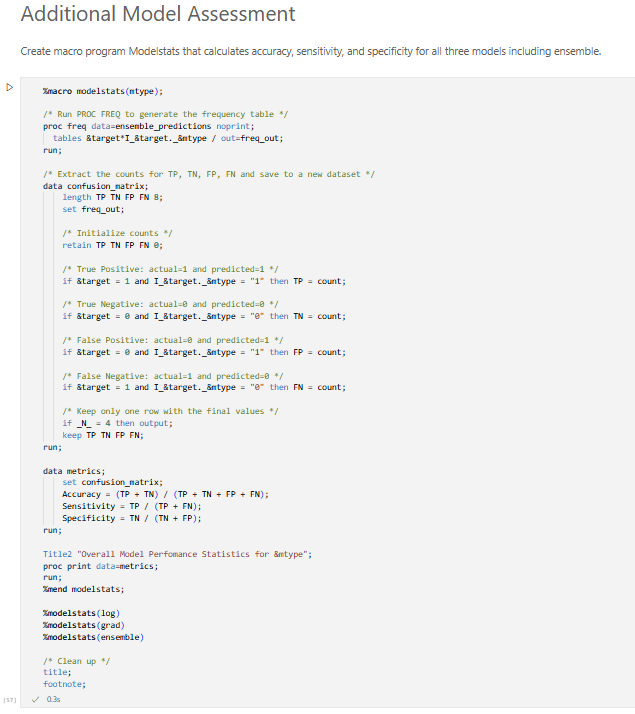 Additional Model Assessment
Create macro program Modelstats that calculates accuracy, sensitivity, and specificity for all three models including ensemble.
%macro modelstats(mtype);
/* Run PROC FREQ to generate the frequency table */
proc freq data=ensemble_predictions noprint;
tables &target*I_&target._&mtype / out=freq_out;
run;
/* Extract the counts for TP, TN, FP, FN and save to a new dataset */
data confusion_matrix;
length TP TN FP FN 8;
set freq_out;
/* Initialize counts */
retain TP TN FP FN 0;
/* True Positive: actual=1 and predicted=1 */
if &target = 1 and I_&target._&mtype = "1" then TP = count;
/* True Negative: actual=0 and predicted=0 */
if &target = 0 and I_&target._&mtype = "0" then TN = count;
/* False Positive: actual=0 and predicted=1 */
if &target = 0 and I_&target._&mtype = "1" then FP = count;
/* False Negative: actual=1 and predicted=0 */
if &target = 1 and I_&target._&mtype = "0" then FN = count;
/* Keep only one row with the final values */
if _N_ = 4 then output;
keep TP TN FP FN;
run;
data metrics;
set confusion_matrix;
Accuracy = (TP + TN) / (TP + TN + FP + FN);
Sensitivity = TP / (TP + FN);
Specificity = TN / (TN + FP);
run;
Title2 "Overall Model Perfomance Statistics for &mtype";
proc print data=metrics;
run;
%mend modelstats;
%modelstats(log)
%modelstats(grad)
%modelstats(ensemble)
/* Clean up */
title;
footnote;
[57] ✓ 0.3s